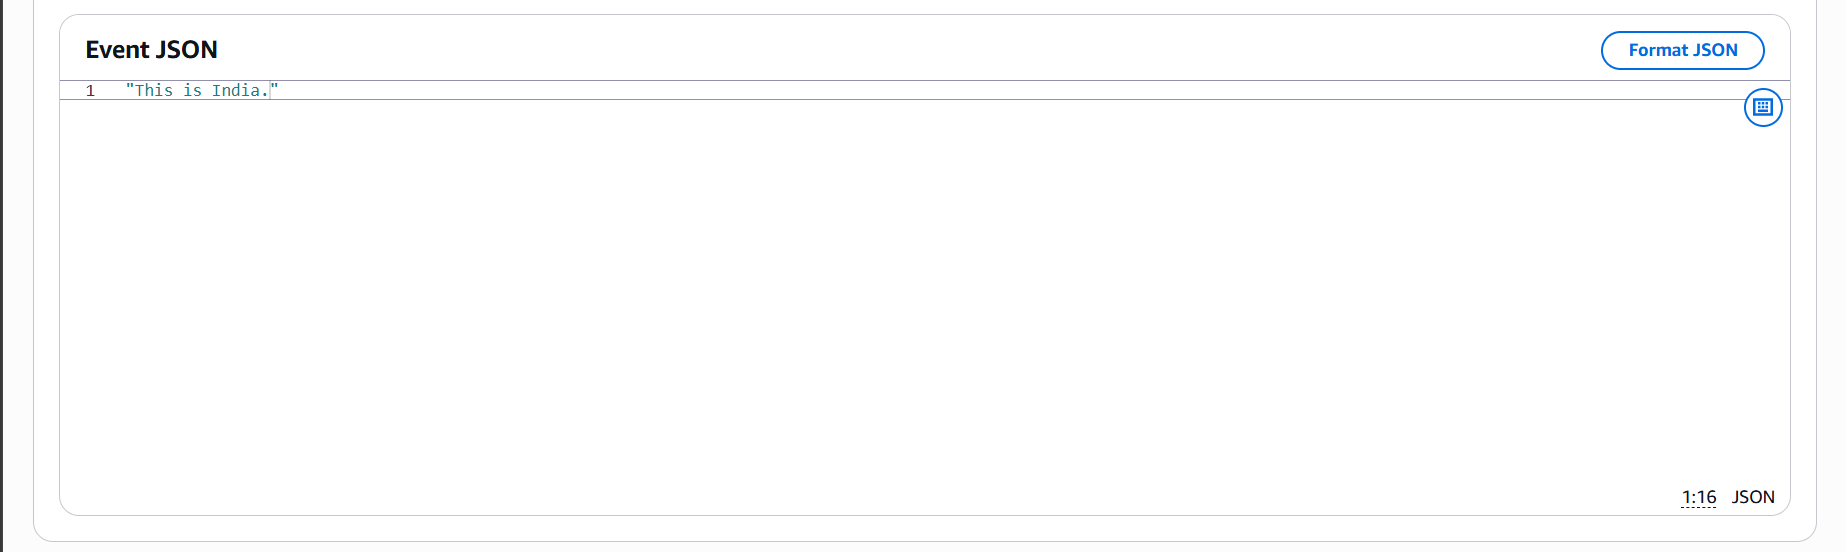 Event JSON
Format JSON
1 "This is India."
1:16 JSON